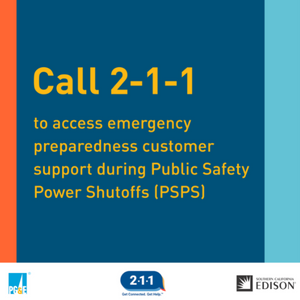 Call 2-1-1
to access emergency
preparedness customer
support during Public Safety
Power Shutoffs (PSPS)
PG&E
2·1·1
Get Connected. Get Help.™
SOUTHERN CALIFORNIA
EDISON